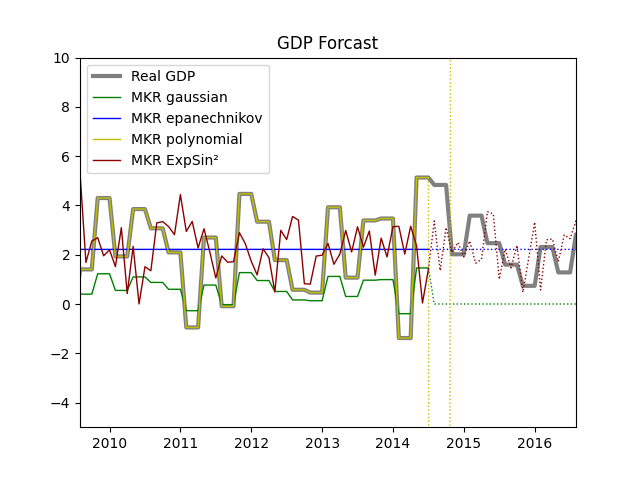 GDP Forcast
Real GDP
MKR gaussian
MKR epanechnikov
MKR polynomial
MKR ExpSin²
10
8
6
4
2
0
−2
−4
2010 2011 2012 2013 2014 2015 2016